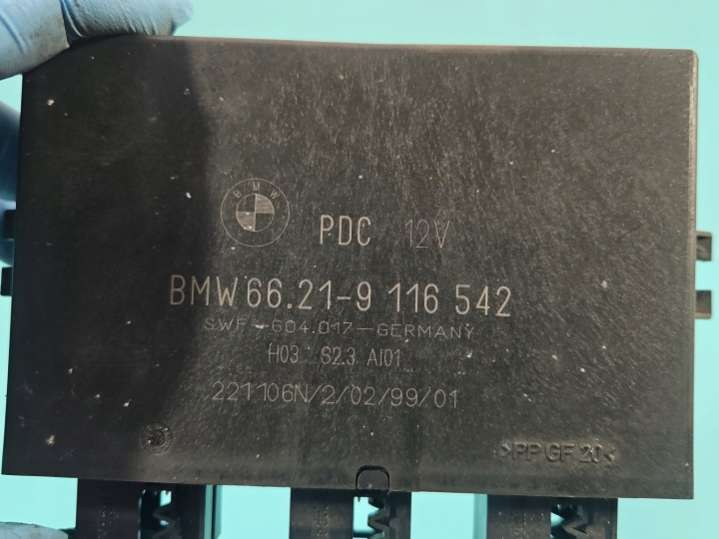 BMW
PDC 12V
BMW 66.21-9 116 542
SWF-604.017-GERMANY
H03 S2.3 AI01
221106N/2/02/99/01
>PP GF 20<